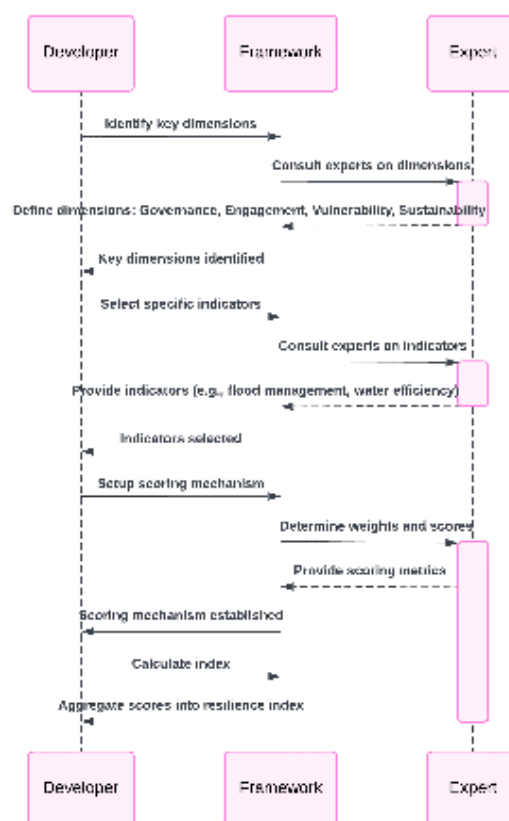 Developer
Framework
Expert
Identify key dimensions
Consult experts on dimensions
Define dimensions: Governance, Engagement, Vulnerability, Sustainability
Key dimensions identified
Select specific indicators
Consult experts on indicators
Provide indicators (e.g., flood management, water efficiency)
Indicators selected
Setup scoring mechanism
Determine weights and scores
Provide scoring metrics
Scoring mechanism established
Calculate index
Aggregate scores into resilience index
Developer
Framework
Expert